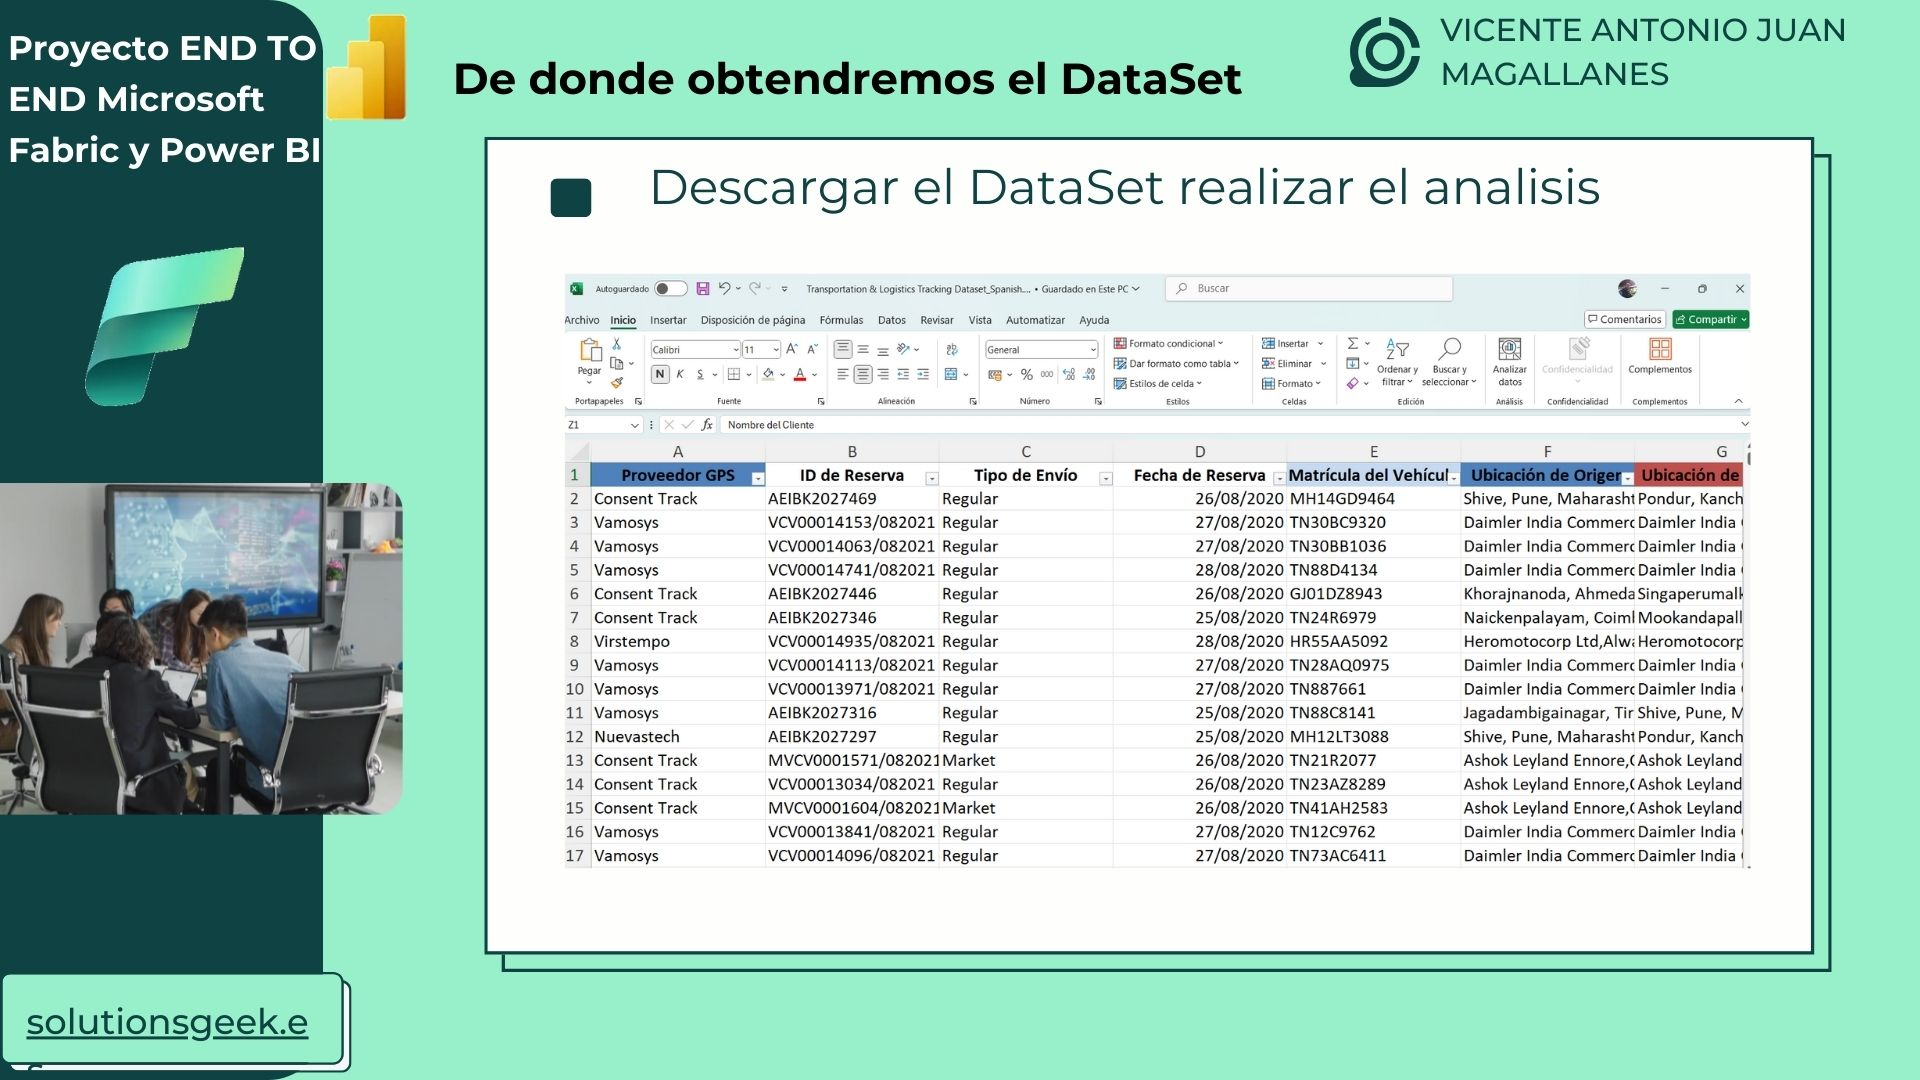 Proyecto END TO
END Microsoft
Fabric y Power BI
De donde obtendremos el DataSet
VICENTE ANTONIO JUAN
MAGALLANES
Descargar el DataSet realizar el analisis
Autoguardado
Transportation & Logistics Tracking Dataset_Spanish.... • Guardado en Este PC
Buscar
Archivo Inicio Insertar Disposición de página Fórmulas Datos Revisar Vista Automatizar Ayuda
Comentarios Compartir
Pegar
Calibri 11
N K S
General
% 000
Formato condicional
Dar formato como tabla
Estilos de celda
Insertar
Eliminar
Formato
Ordenar y
filtrar
Buscar y
seleccionar
Analizar
datos
Confidencialidad
Complementos
Portapapeles Fuente Alineación Número Estilos Celdas Edición Análisis Confidencialidad Complementos
Z1 fx Nombre del Cliente
A B C D E F G
1 Proveedor GPS ID de Reserva Tipo de Envío Fecha de Reserva Matrícula del Vehícul Ubicación de Origen Ubicación de
2 Consent Track AEIBK2027469 Regular 26/08/2020 MH14GD9464 Shive, Pune, Maharasht Pondur, Kanch
3 Vamosys VCV00014153/082021 Regular 27/08/2020 TN30BC9320 Daimler India Commerc Daimler India
4 Vamosys VCV00014063/082021 Regular 27/08/2020 TN30BB1036 Daimler India Commerc Daimler India
5 Vamosys VCV00014741/082021 Regular 28/08/2020 TN88D4134 Daimler India Commerc Daimler India
6 Consent Track AEIBK2027446 Regular 26/08/2020 GJ01DZ8943 Khorajnanoda, Ahmeda Singaperumalk
7 Consent Track AEIBK2027346 Regular 25/08/2020 TN24R6979 Naickenpalayam, Coiml Mookandapall
8 Virstempo VCV00014935/082021 Regular 28/08/2020 HR55AA5092 Heromotocorp Ltd,Alwa Heromotocorp
9 Vamosys VCV00014113/082021 Regular 27/08/2020 TN28AQ0975 Daimler India Commerc Daimler India
10 Vamosys VCV00013971/082021 Regular 27/08/2020 TN887661 Daimler India Commerc Daimler India
11 Vamosys AEIBK2027316 Regular 25/08/2020 TN88C8141 Jagadambigainagar, Tir Shive, Pune, M
12 Nuevastech AEIBK2027297 Regular 25/08/2020 MH12LT3088 Shive, Pune, Maharasht Pondur, Kanch
13 Consent Track MVCV0001571/082021 Market 26/08/2020 TN21R2077 Ashok Leyland Ennore,C Ashok Leyland
14 Consent Track VCV00013034/082021 Regular 26/08/2020 TN23AZ8289 Ashok Leyland Ennore,C Ashok Leyland
15 Consent Track MVCV0001604/082021 Market 26/08/2020 TN41AH2583 Ashok Leyland Ennore,C Ashok Leyland
16 Vamosys VCV00013841/082021 Regular 27/08/2020 TN12C9762 Daimler India Commerc Daimler India
17 Vamosys VCV00014096/082021 Regular 27/08/2020 TN73AC6411 Daimler India Commerc Daimler India
solutionsgeek.e